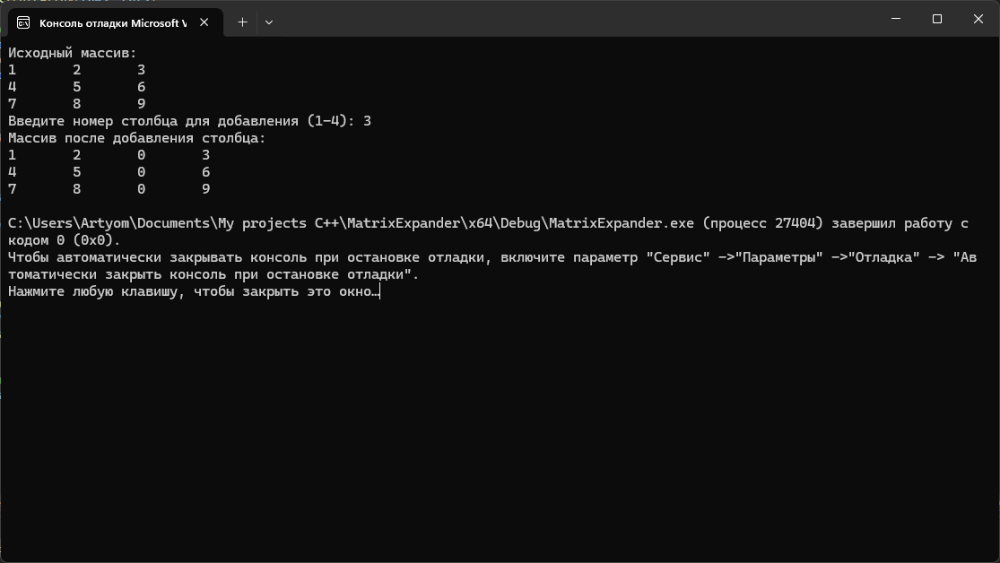 Консоль отладки Microsoft V
Исходный массив:
1 2 3
4 5 6
7 8 9
Введите номер столбца для добавления (1-4): 3
Массив после добавления столбца:
1 2 0 3
4 5 0 6
7 8 0 9
C:\Users\Artyom\Documents\My projects C++\MatrixExpander\x64\Debug\MatrixExpander.exe (процесс 27404) завершил работу с
кодом 0 (0x0).
Чтобы автоматически закрывать консоль при остановке отладки, включите параметр "Сервис" ->"Параметры" ->"Отладка" -> "Ав
томатически закрыть консоль при остановке отладки".
Нажмите любую клавишу, чтобы закрыть это окно…